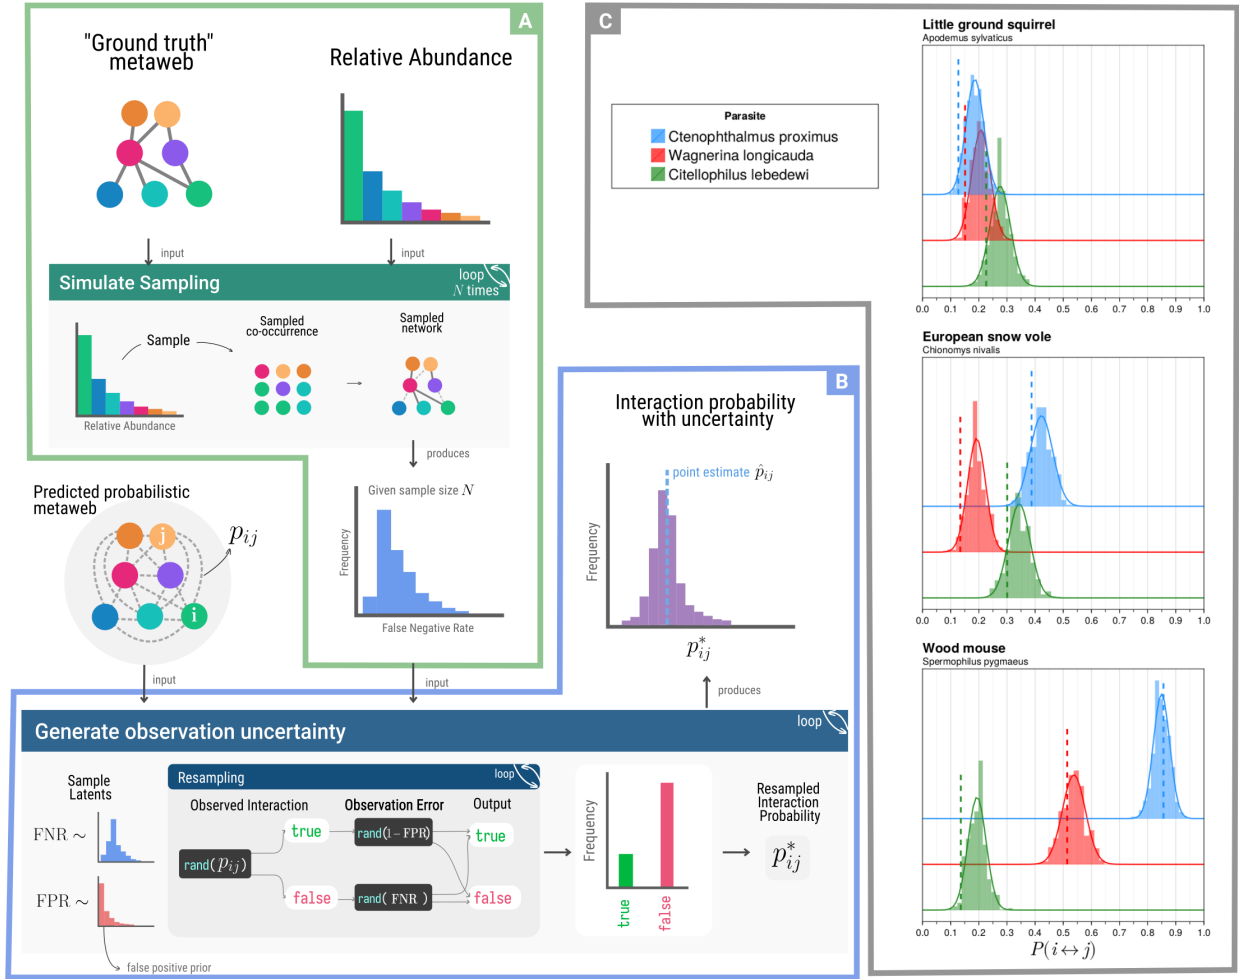 A
"Ground truth"
metaweb
Relative Abundance
input
input
Simulate Sampling
loop
N times
Sample
Sampled
co-occurrence
Sampled
network
Relative Abundance
produces
Given sample size N
Frequency
False Negative Rate
Predicted probabilistic
metaweb
j
i
p_{ij}
input
input
B
Interaction probability
with uncertainty
point estimate p̂_{ij}
Frequency
p^*_{ij}
produces
Generate observation uncertainty
loop
Sample
Latents
FNR ∼
FPR ∼
false positive prior
Resampling
loop
Observed Interaction
Observation Error
Output
rand(p_{ij})
true
false
rand(1 − FPR)
rand( FNR )
true
false
Frequency
true
false
Resampled
Interaction
Probability
p^*_{ij}
C
Parasite
Ctenophthalmus proximus
Wagnerina longicauda
Citellophilus lebedewi
Little ground squirrel
Apodemus sylvaticus
0.0 0.1 0.2 0.3 0.4 0.5 0.6 0.7 0.8 0.9 1.0
European snow vole
Chionomys nivalis
0.0 0.1 0.2 0.3 0.4 0.5 0.6 0.7 0.8 0.9 1.0
Wood mouse
Spermophilus pygmaeus
0.0 0.1 0.2 0.3 0.4 0.5 0.6 0.7 0.8 0.9 1.0
P(i↔j)